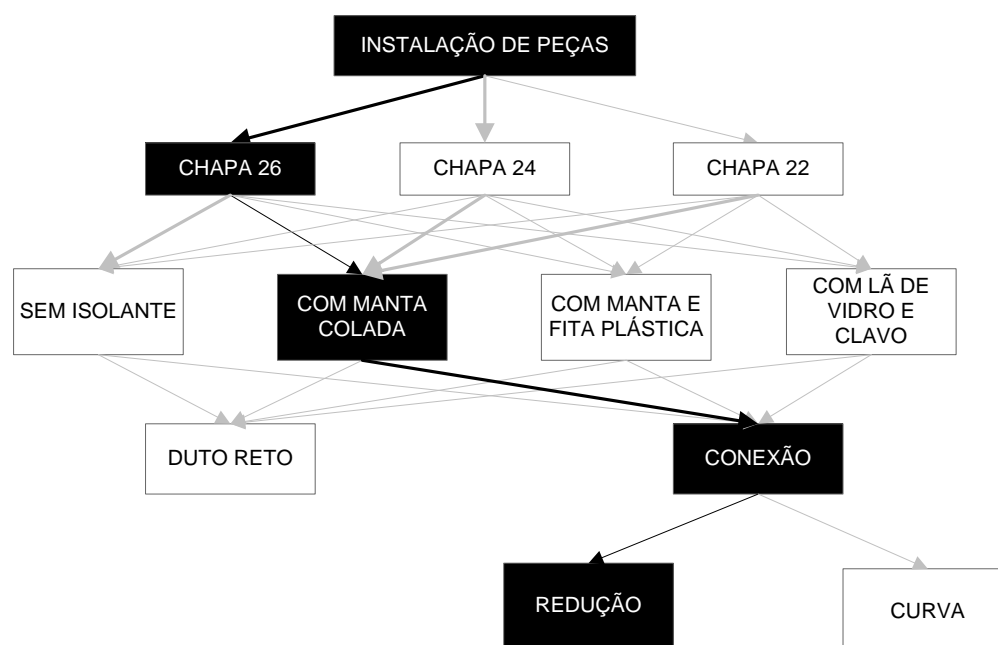 INSTALAÇÃO DE PEÇAS
CHAPA 26
CHAPA 24
CHAPA 22
SEM ISOLANTE
COM MANTA
COLADA
COM MANTA E
FITA PLÁSTICA
COM LÃ DE
VIDRO E
CLAVO
DUTO RETO
CONEXÃO
REDUÇÃO
CURVA